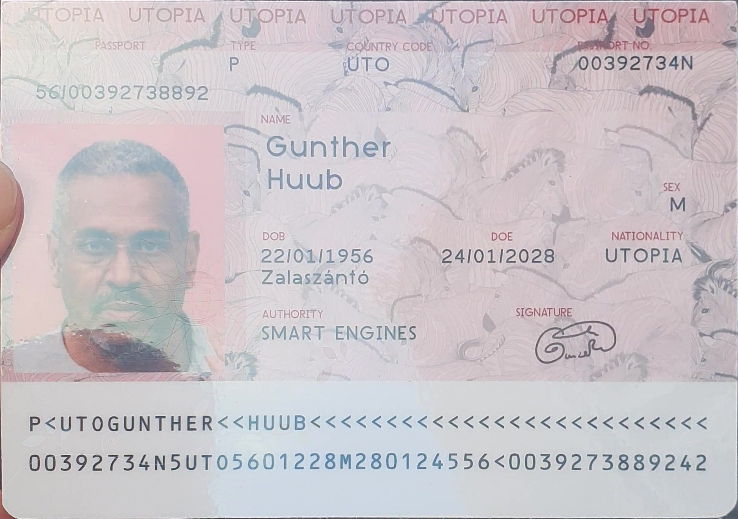 UTOPIA UTOPIA UTOPIA UTOPIA UTOPIA UTOPIA UTOPIA
PASSPORT TYPE COUNTRY CODE PASSPORT NO.
P UTO 00392734N
56/00392738892
NAME
Gunther
Huub
SEX
M
DOB DOE NATIONALITY
22/01/1956 24/01/2028 UTOPIA
Zalaszántó
AUTHORITY SIGNATURE
SMART ENGINES
P<UTOGUNTHER<<HUUB<<<<<<<<<<<<<<<<<<<<<<<<<<
00392734N5UTO5601228M280124556<0039273889242